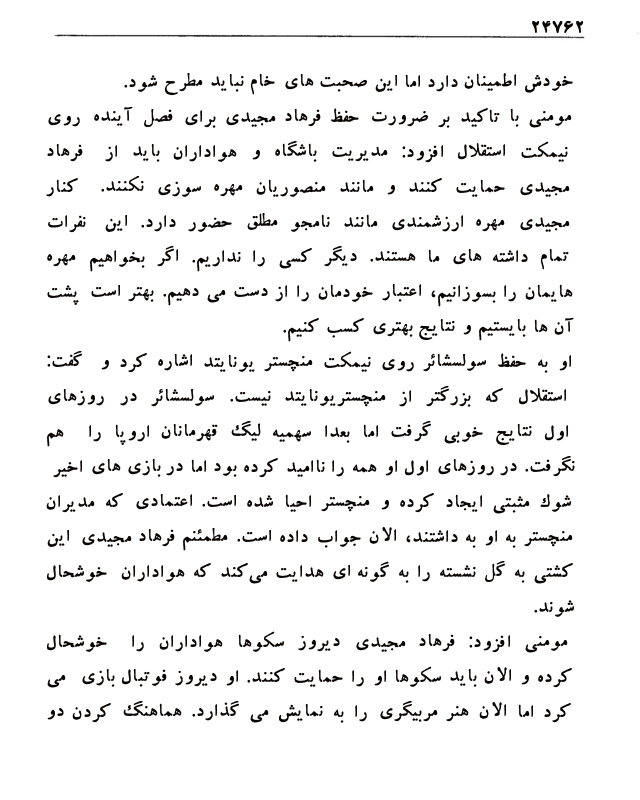 ۲۴۷۶۲
خودش اطمینان دارد اما این صحبت های خام نباید مطرح شود.
مومنی با تاکید بر ضرورت حفظ فرهاد مجیدی برای فصل آینده روی
نیمکت استقلال افزود: مدیریت باشگاه و هواداران باید از فرهاد
مجیدی حمایت کنند و مانند منصوریان مهره سوزی نکنند. کنار
مجیدی مهره ارزشمندی مانند نامجو مطلق حضور دارد. این نفرات
تمام داشته های ما هستند. دیگر کسی را نداریم. اگر بخواهیم مهره
هایمان را بسوزانیم، اعتبار خودمان را از دست می دهیم. بهتر است پشت
آن ها بایستیم و نتایج بهتری کسب کنیم.
او به حفظ سولسشائر روی نیمکت منچستر یونایتد اشاره کرد و گفت:
استقلال که بزرگتر از منچستریونایتد نیست. سولسشائر در روزهای
اول نتایج خوبی گرفت اما بعدا سهمیه لیگ قهرمانان اروپا را هم
نگرفت. در روزهای اول او همه را ناامید کرده بود اما در بازی های اخیر
شوك مثبتی ایجاد کرده و منچستر احیا شده است. اعتمادی که مدیران
منچستر به او به داشتند، الان جواب داده است. مطمئنم فرهاد مجیدی این
کشتی به گل نشسته را به گونه ای هدایت می‌کند که هواداران خوشحال
شوند.
مومنی افزود: فرهاد مجیدی دیروز سکوها هواداران را خوشحال
کرده و الان باید سکوها او را حمایت کنند. او دیروز فوتبال بازی می
کرد اما الان هنر مربیگری را به نمایش می گذارد. هماهنگ کردن دو